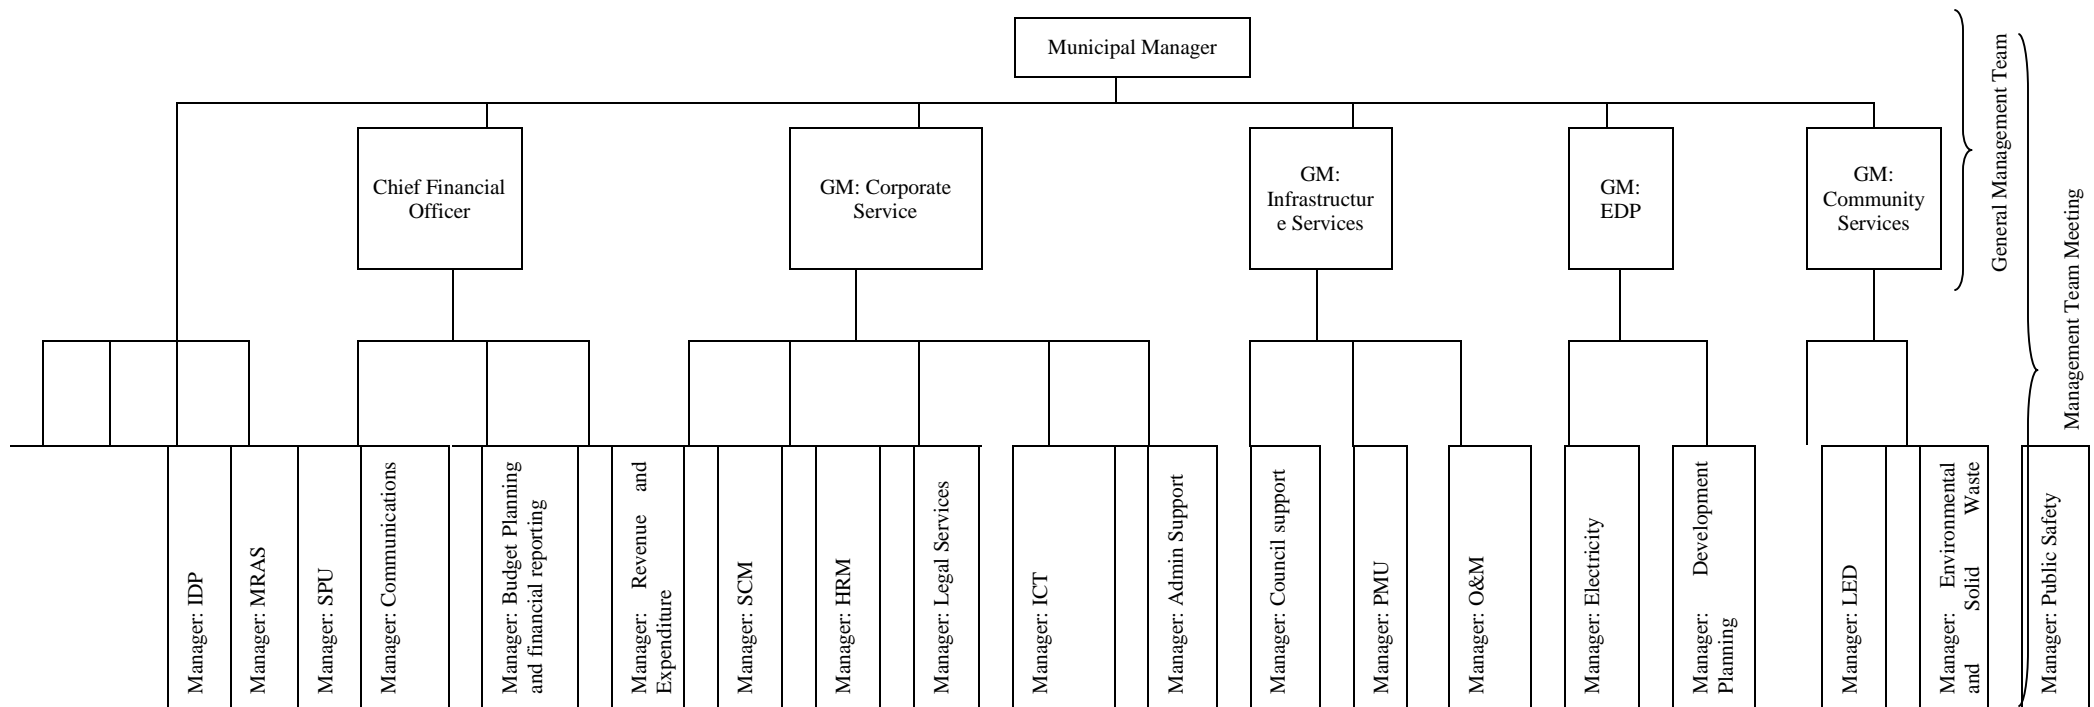 Municipal Manager
Chief Financial
Officer
GM: Corporate
Service
GM:
Infrastructur
e Services
GM:
EDP
GM:
Community
Services
General Management Team
Management Team Meeting
Manager: IDP
Manager: MRAS
Manager: SPU
Manager: Communications
Manager: Budget Planning
and financial reporting
Manager: Revenue and
Expenditure
Manager: SCM
Manager: HRM
Manager: Legal Services
Manager: ICT
Manager: Admin Support
Manager: Council support
Manager: PMU
Manager: O&M
Manager: Electricity
Manager: Development
Planning
Manager: LED
Manager: Environmental
and Solid Waste
Manager: Public Safety